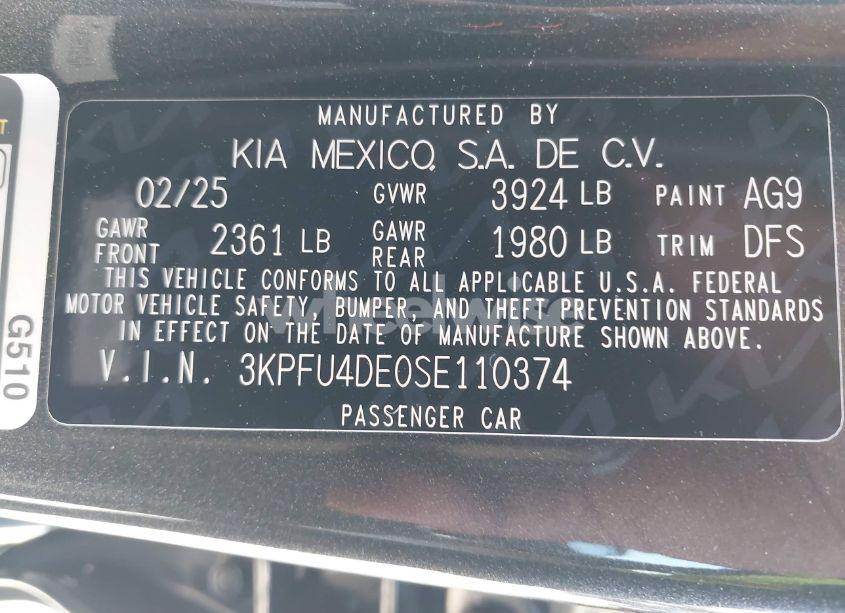 MANUFACTURED BY
KIA MEXICO, S.A. DE C.V.
02/25 GVWR 3924 LB PAINT AG9
GAWR FRONT 2361 LB GAWR REAR 1980 LB TRIM DFS
THIS VEHICLE CONFORMS TO ALL APPLICABLE U.S.A. FEDERAL
MOTOR VEHICLE SAFETY, BUMPER, AND THEFT PREVENTION STANDARDS
IN EFFECT ON THE DATE OF MANUFACTURE SHOWN ABOVE.
V.I.N. 3KPFU4DE0SE110374
PASSENGER CAR
G510